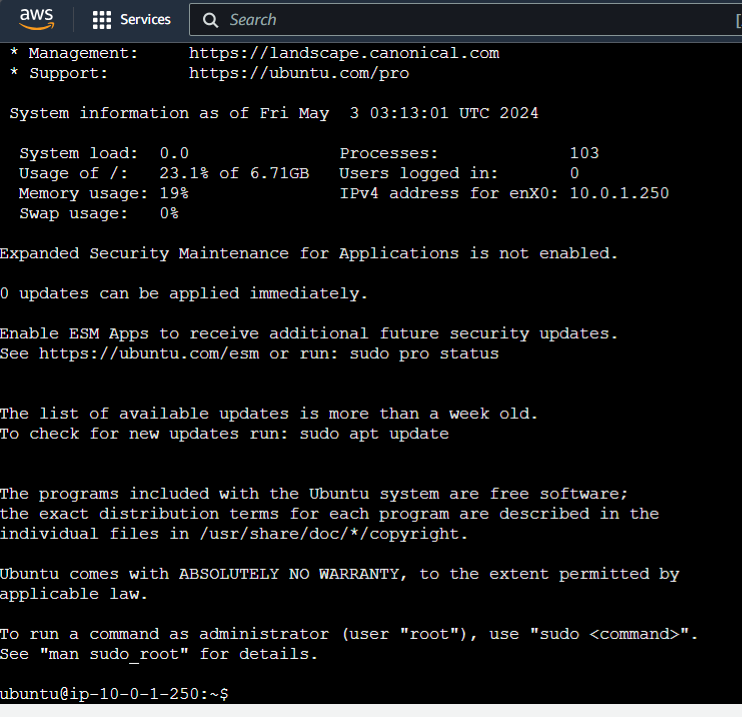 aws Services Search [
* Management: https://landscape.canonical.com
* Support: https://ubuntu.com/pro
System information as of Fri May 3 03:13:01 UTC 2024
System load: 0.0 Processes: 103
Usage of /: 23.1% of 6.71GB Users logged in: 0
Memory usage: 19% IPv4 address for enX0: 10.0.1.250
Swap usage: 0%
Expanded Security Maintenance for Applications is not enabled.
0 updates can be applied immediately.
Enable ESM Apps to receive additional future security updates.
See https://ubuntu.com/esm or run: sudo pro status
The list of available updates is more than a week old.
To check for new updates run: sudo apt update
The programs included with the Ubuntu system are free software;
the exact distribution terms for each program are described in the
individual files in /usr/share/doc/*/copyright.
Ubuntu comes with ABSOLUTELY NO WARRANTY, to the extent permitted by
applicable law.
To run a command as administrator (user "root"), use "sudo <command>".
See "man sudo_root" for details.
ubuntu@ip-10-0-1-250:~$